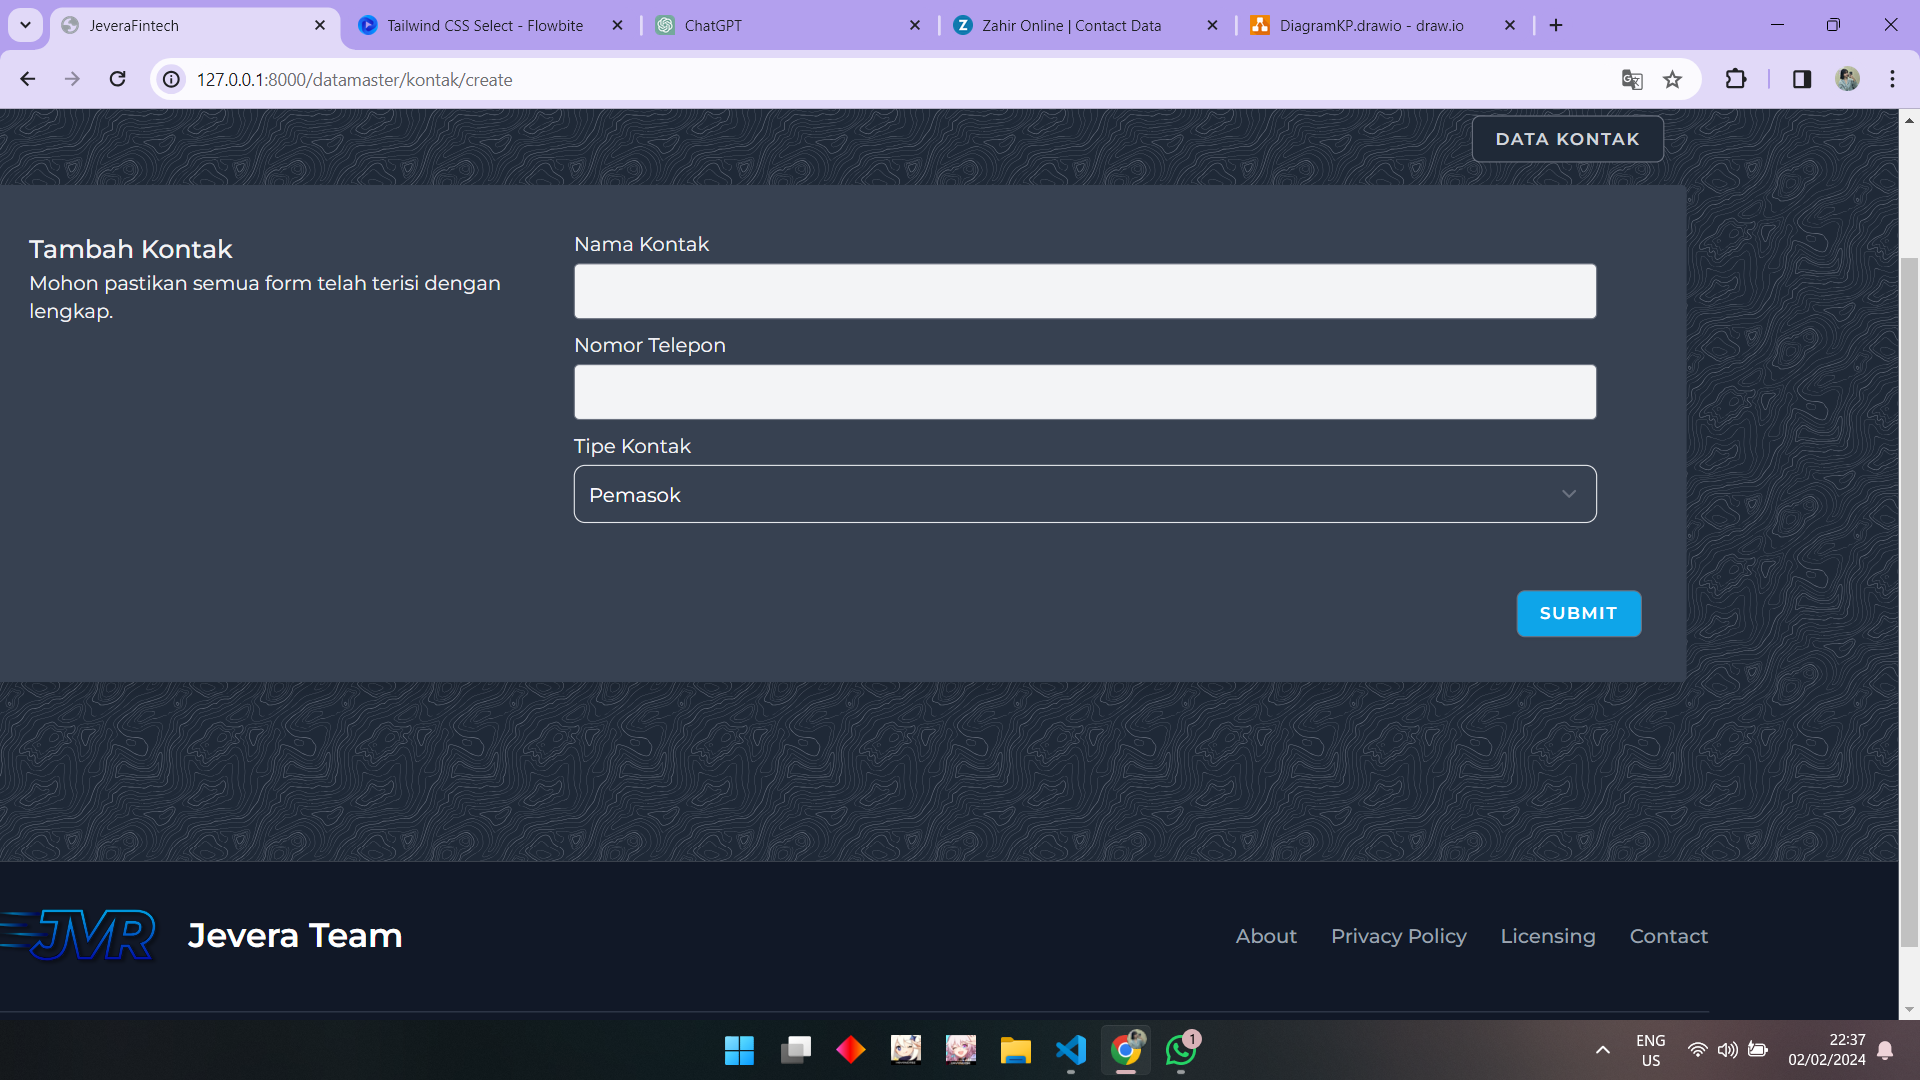 JeveraFintech
Tailwind CSS Select - Flowbite
ChatGPT
Zahir Online | Contact Data
DiagramKP.drawio - draw.io
127.0.0.1:8000/datamaster/kontak/create
DATA KONTAK
Tambah Kontak
Mohon pastikan semua form telah terisi dengan
lengkap.
Nama Kontak
Nomor Telepon
Tipe Kontak
Pemasok
SUBMIT
JVR
Jevera Team
About
Privacy Policy
Licensing
Contact
1
ENG
US
22:37
02/02/2024